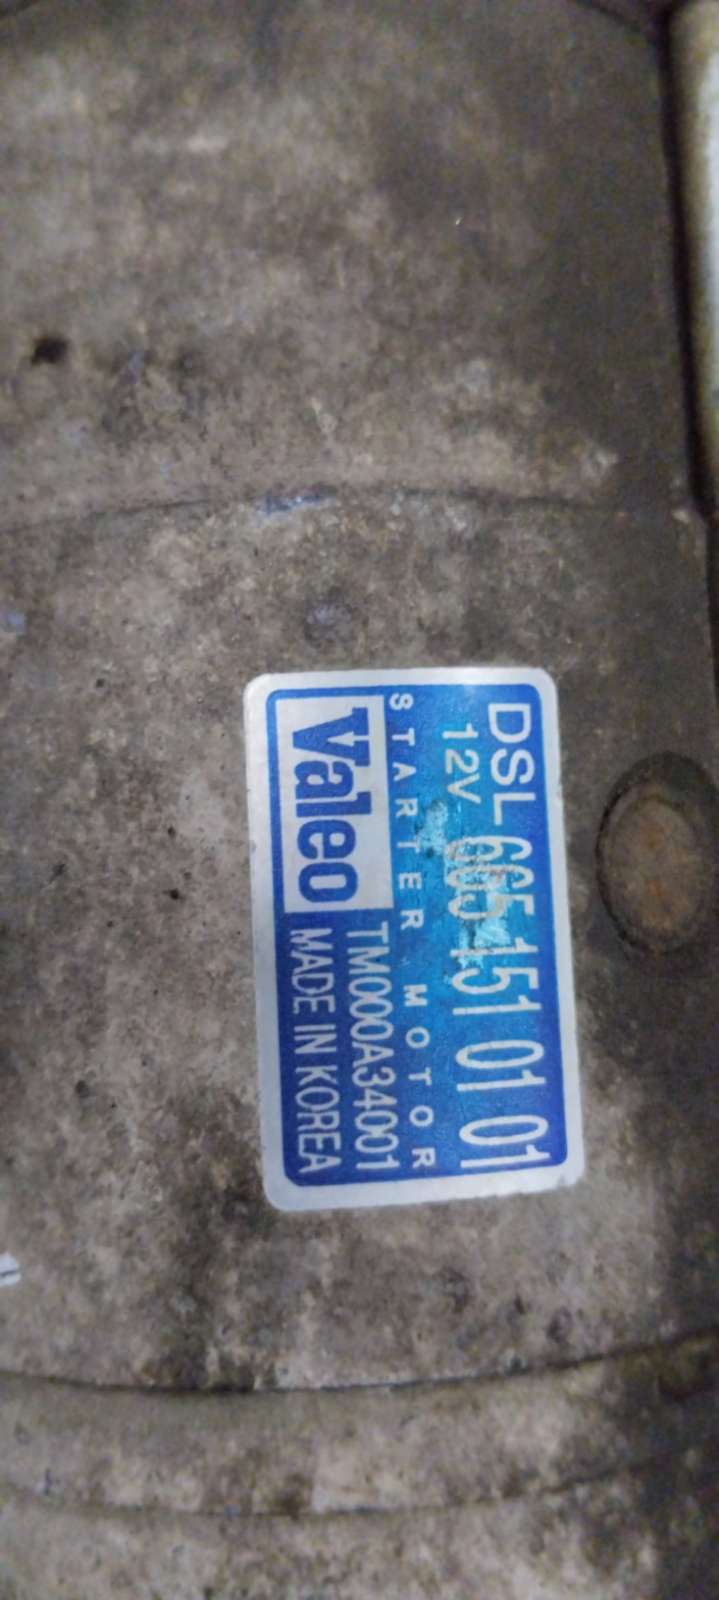 DSL 665 151 01 01
12V
STARTER MOTOR
Valeo
TM000A34001
MADE IN KOREA